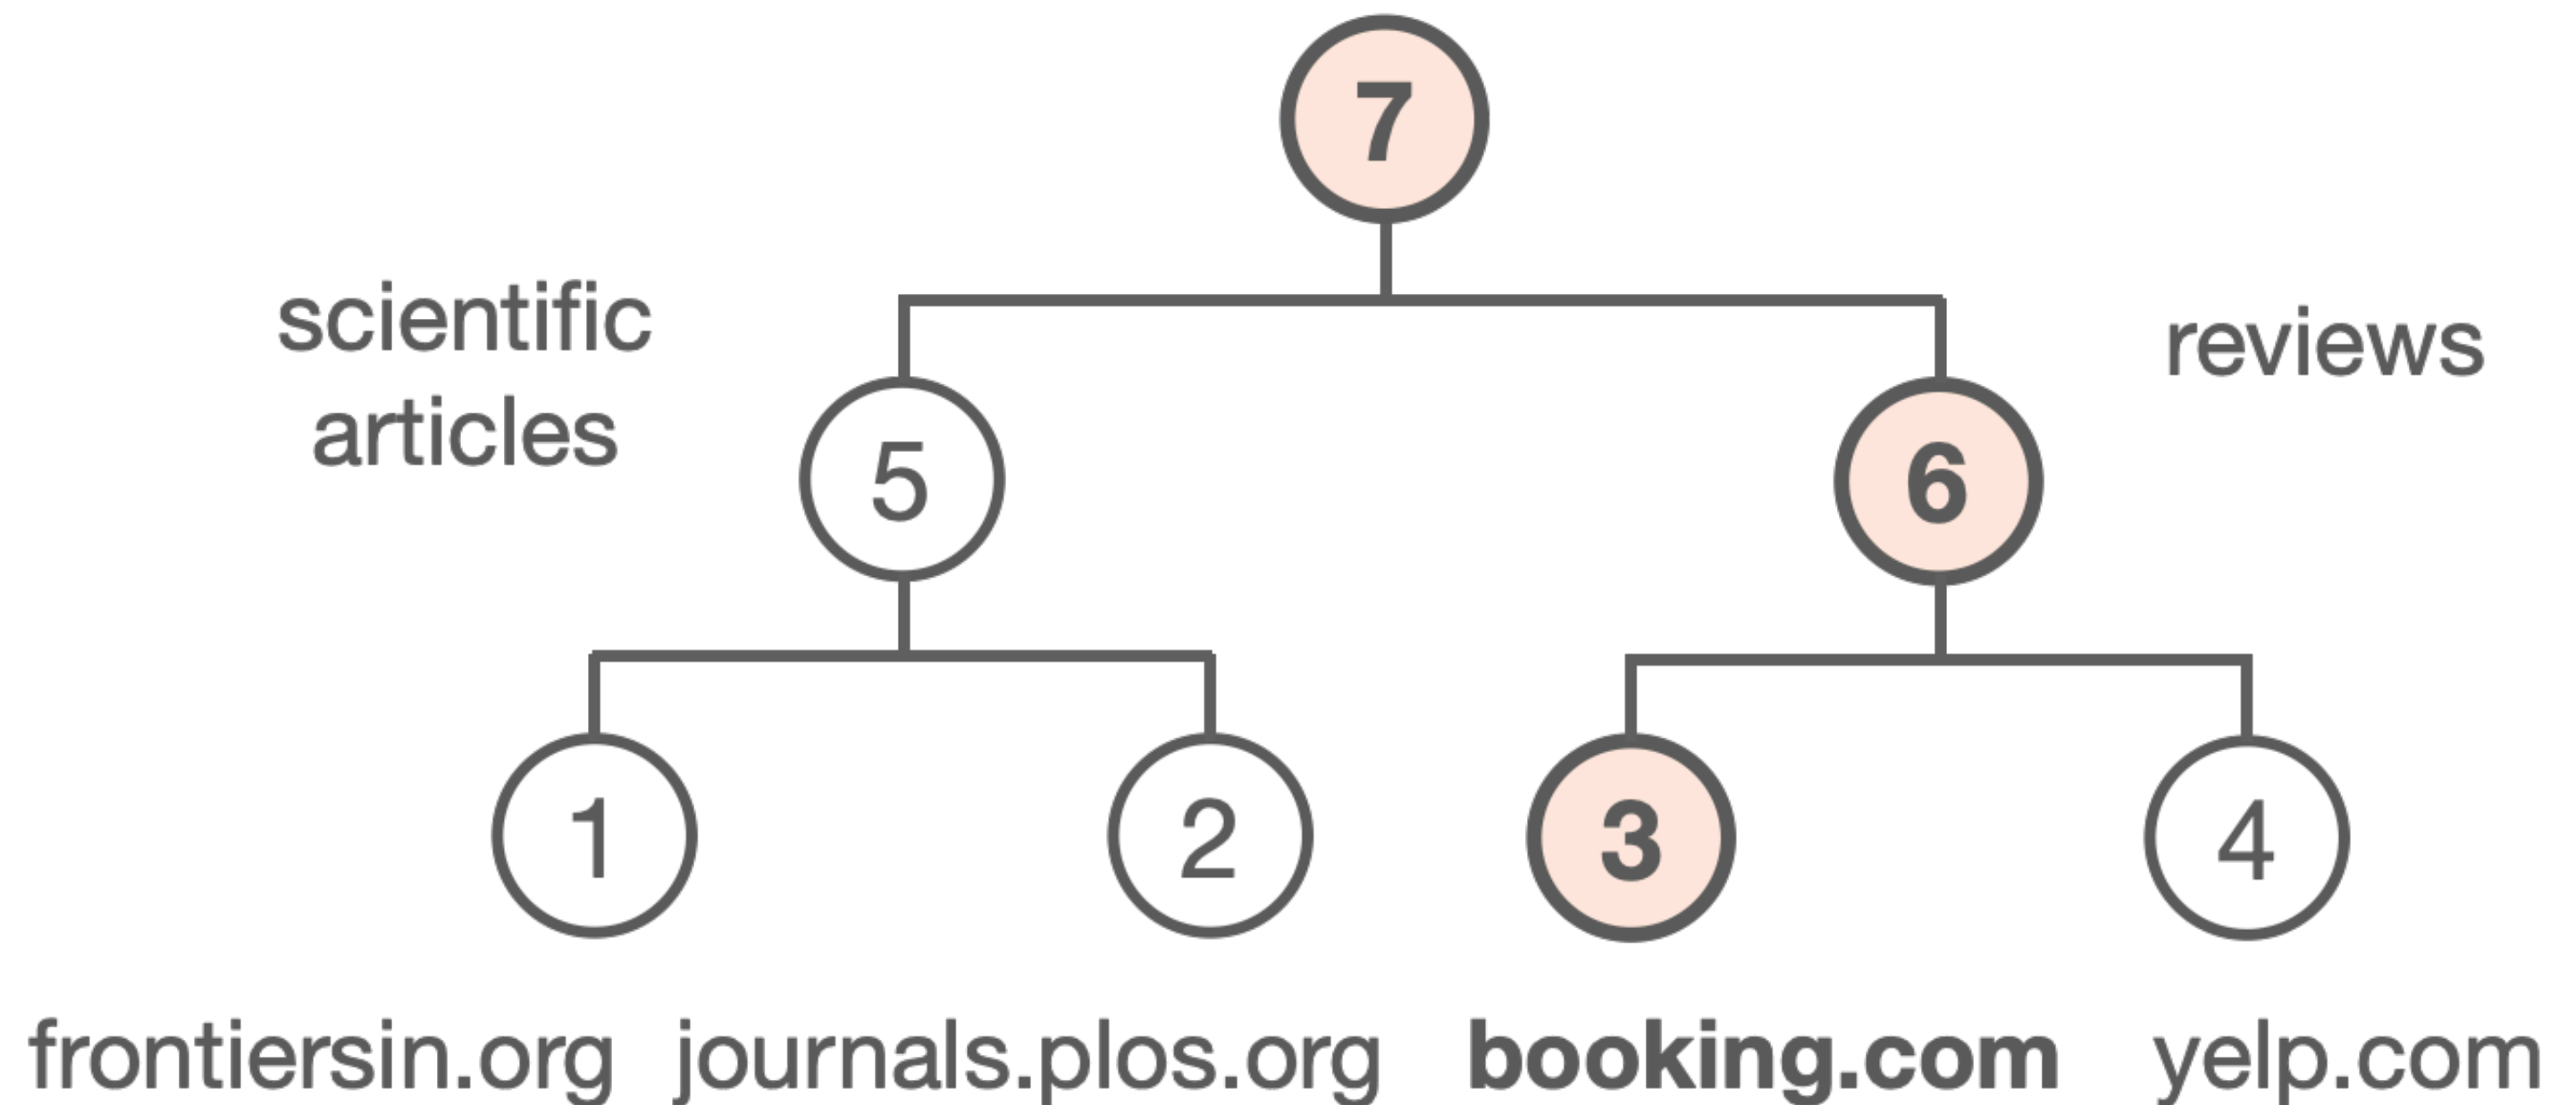 7
scientific
articles
reviews
5
6
1
2
3
4
frontiersin.org
journals.plos.org
booking.com
yelp.com